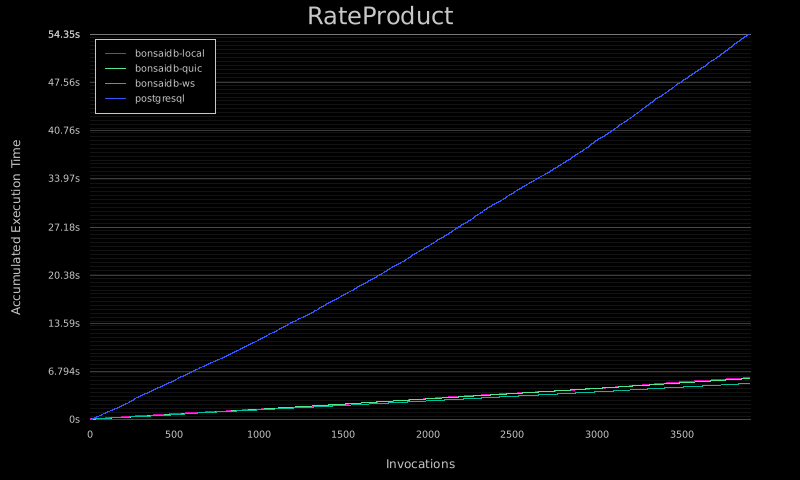 RateProduct
54.35s
bonsaidb-local
bonsaidb-quic
bonsaidb-ws
postgresql
47.56s
40.76s
33.97s
27.18s
20.38s
13.59s
6.794s
0s
Accumulated Execution Time
0 500 1000 1500 2000 2500 3000 3500
Invocations